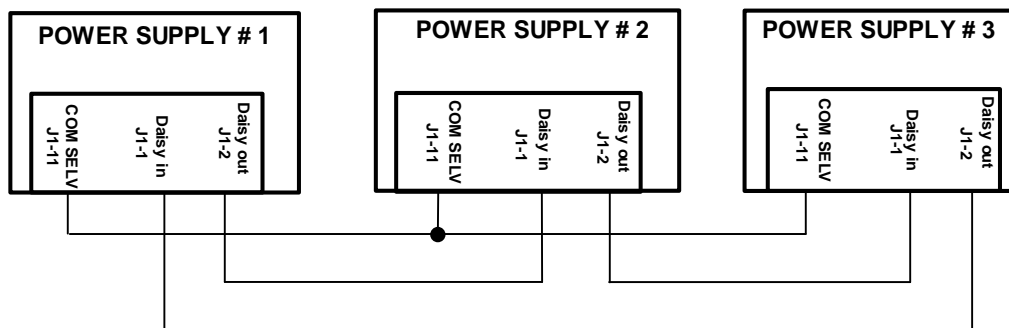 POWER SUPPLY # 1
COM SELV
J1-11
Daisy in
J1-1
Daisy out
J1-2
POWER SUPPLY # 2
COM SELV
J1-11
Daisy in
J1-1
Daisy out
J1-2
POWER SUPPLY # 3
COM SELV
J1-11
Daisy in
J1-1
Daisy out
J1-2